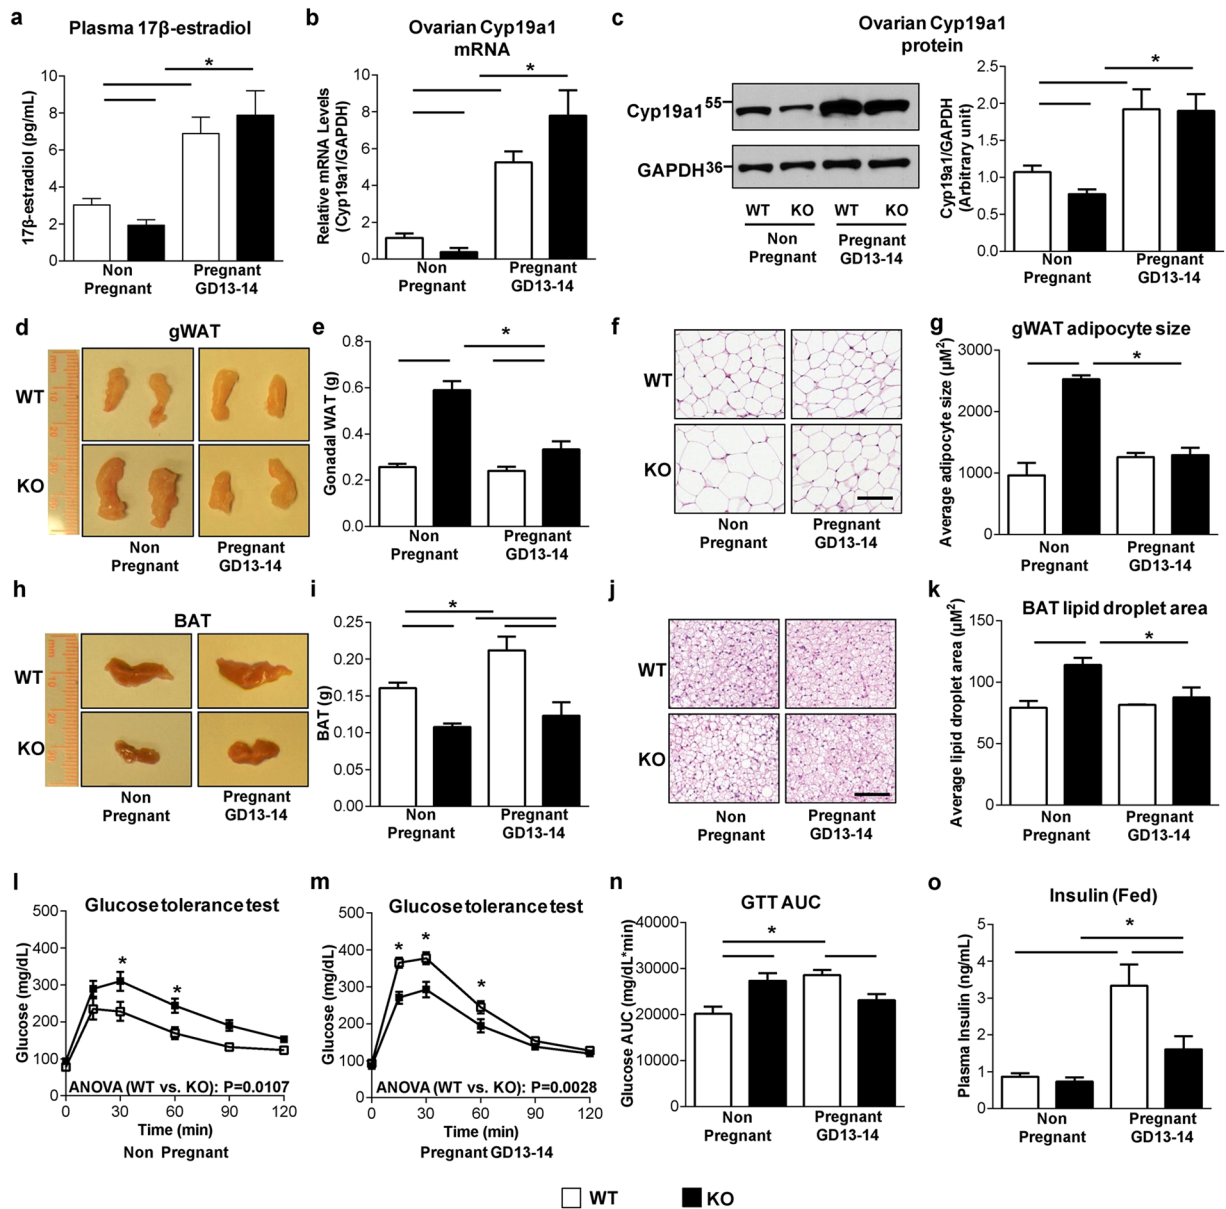 a
Plasma 17β-estradiol
17β-estradiol (pg/mL)
10
8
6
4
2
0
*
Non
Pregnant
Pregnant
GD13-14
b
Ovarian Cyp19a1
mRNA
Relative mRNA Levels
(Cyp19a1/GAPDH)
10
8
6
4
2
0
*
Non
Pregnant
Pregnant
GD13-14
c
Ovarian Cyp19a1
protein
Cyp19a1 55
GAPDH 36
WT KO WT KO
Non
Pregnant
Pregnant
GD13-14
Cyp19a1/GAPDH
(Arbitrary unit)
2.5
2.0
1.5
1.0
0.5
0.0
*
Non
Pregnant
Pregnant
GD13-14
d
gWAT
WT
KO
mm
10
20
30
Non
Pregnant
Pregnant
GD13-14
e
Gonadal WAT (g)
0.8
0.6
0.4
0.2
0.0
*
Non
Pregnant
Pregnant
GD13-14
f
WT
KO
Non
Pregnant
Pregnant
GD13-14
g
gWAT adipocyte size
Average adipocyte size (µM²)
3000
2000
1000
0
*
Non
Pregnant
Pregnant
GD13-14
h
BAT
WT
KO
mm
10
20
30
Non
Pregnant
Pregnant
GD13-14
i
BAT (g)
0.25
0.20
0.15
0.10
0.05
0.00
*
Non
Pregnant
Pregnant
GD13-14
j
WT
KO
Non
Pregnant
Pregnant
GD13-14
k
BAT lipid droplet area
Average lipid droplet area (µM²)
150
100
50
0
*
Non
Pregnant
Pregnant
GD13-14
l
Glucose tolerance test
Glucose (mg/dL)
500
400
300
200
100
0
*
*
ANOVA (WT vs. KO): P=0.0107
0 30 60 90 120
Time (min)
Non Pregnant
m
Glucose tolerance test
Glucose (mg/dL)
500
400
300
200
100
0
* *
*
ANOVA (WT vs. KO): P=0.0028
0 30 60 90 120
Time (min)
Pregnant GD13-14
n
GTT AUC
Glucose AUC (mg/dL*min)
40000
30000
20000
10000
0
*
Non
Pregnant
Pregnant
GD13-14
o
Insulin (Fed)
Plasma Insulin (ng/mL)
5
4
3
2
1
0
*
Non
Pregnant
Pregnant
GD13-14
WT KO